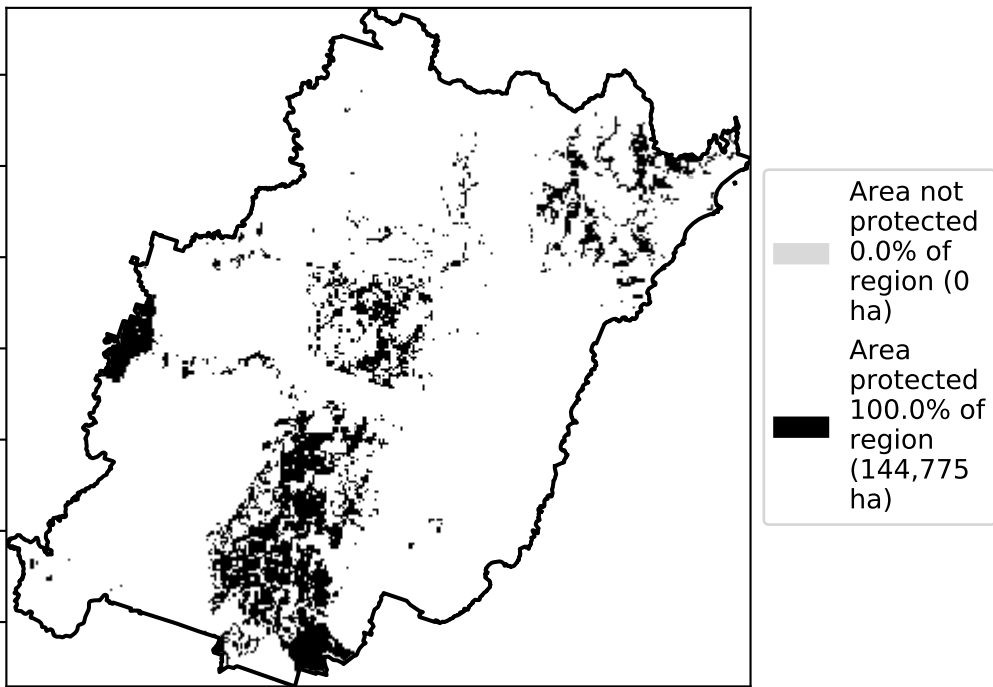 Area not
protected
0.0% of
region (0
ha)
Area
protected
100.0% of
region
(144,775
ha)